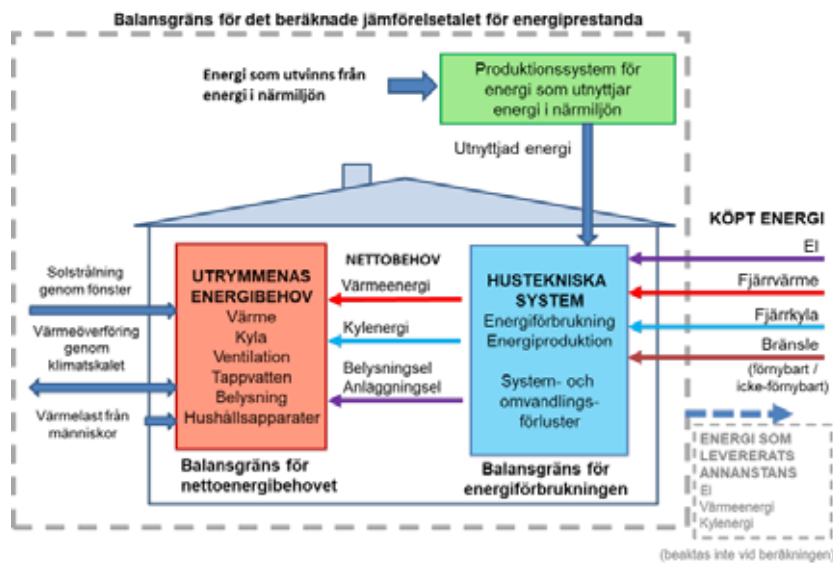 Balansgräns för det beräknade jämförelsetalet för energiprestanda
Energi som utvinns från
energi i närmiljön
Produktionssystem för
energi som utnyttjar
energi i närmiljön
Utnyttjad energi
KÖPT ENERGI
El
Fjärrvärme
Fjärrkyla
Bränsle
(förnybart /
icke-förnybart)
Solstrålning
genom fönster
Värmeöverföring
genom
klimatskalet
Värmelast från
människor
UTRYMMENAS
ENERGIBEHOV
Värme
Kyla
Ventilation
Tappvatten
Belysning
Hushållsapparater
Balansgräns för
nettoenergibehovet
NETTOBEHOV
Värmeenergi
Kylenergi
Belysningsel
Anläggningsel
HUSTEKNISKA
SYSTEM
Energiförbrukning
Energiproduktion
System- och
omvandlings-
förluster
Balansgräns för
energiförbrukningen
ENERGI SOM
LEVERERATS
ANNANSTANS
El
Värmeenergi
Kylenergi
(beaktas inte vid beräkningen)